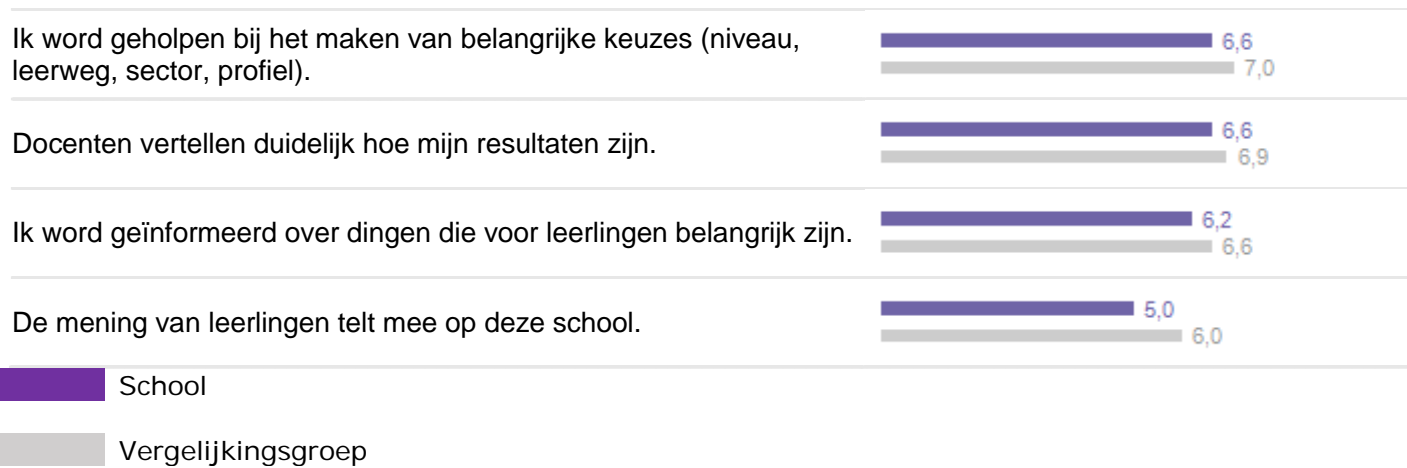 Ik word geholpen bij het maken van belangrijke keuzes (niveau,
leerweg, sector, profiel).
6,6
7,0
Docenten vertellen duidelijk hoe mijn resultaten zijn.
6,6
6,9
Ik word geïnformeerd over dingen die voor leerlingen belangrijk zijn.
6,2
6,6
De mening van leerlingen telt mee op deze school.
5,0
6,0
School
Vergelijkingsgroep